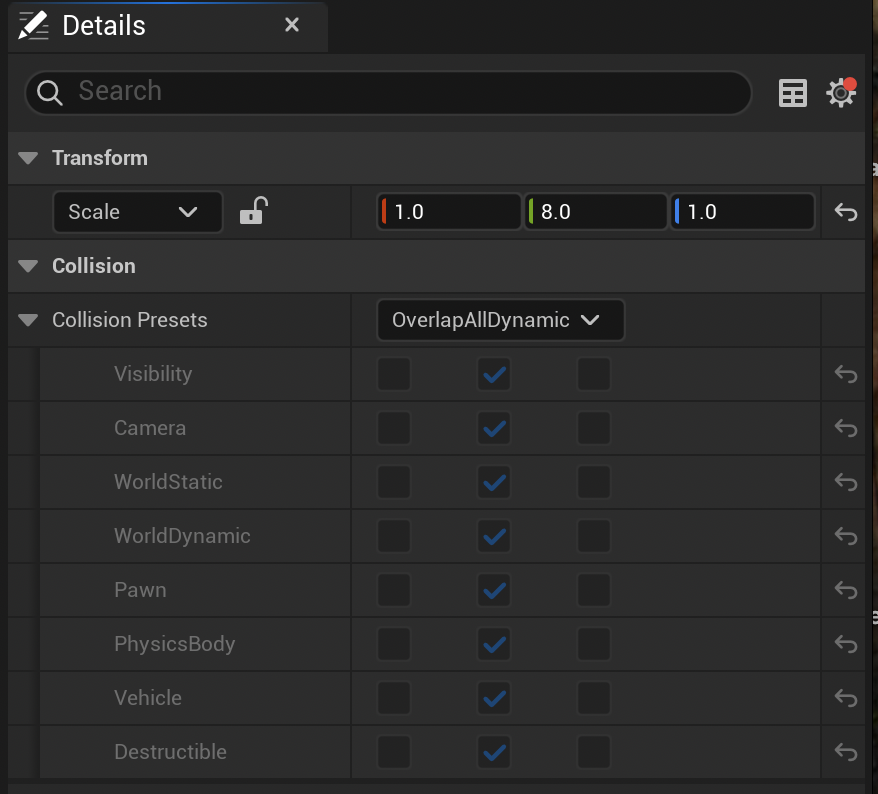 Details
Search
Transform
Scale 1.0 8.0 1.0
Collision
Collision Presets OverlapAllDynamic
Visibility
Camera
WorldStatic
WorldDynamic
Pawn
PhysicsBody
Vehicle
Destructible